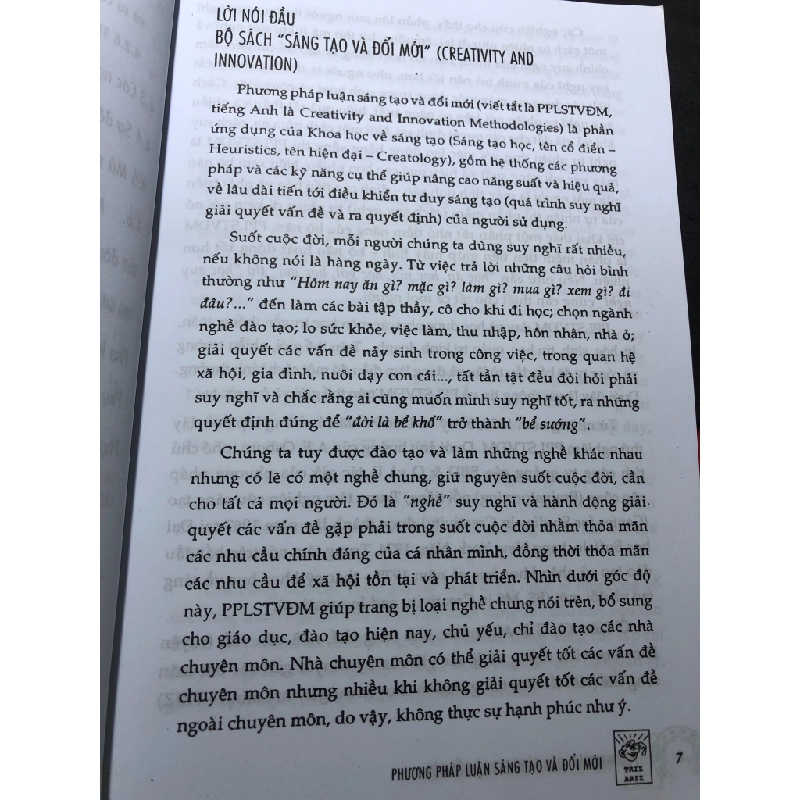 LỜI NÓI ĐẦU
BỘ SÁCH "SÁNG TẠO VÀ ĐỔI MỚI" (CREATIVITY AND
INNOVATION)
Phương pháp luận sáng tạo và đổi mới (viết tắt là PPLSTVĐM,
tiếng Anh là Creativity and Innovation Methodologies) là phần
ứng dụng của Khoa học về sáng tạo (Sáng tạo học, tên cổ điển –
Heuristics, tên hiện đại – Creatology), gồm hệ thống các phương
pháp và các kỹ năng cụ thể giúp nâng cao năng suất và hiệu quả,
về lâu dài tiến tới điều khiển tư duy sáng tạo (quá trình suy nghĩ
giải quyết vấn đề và ra quyết định) của người sử dụng.
Suốt cuộc đời, mỗi người chúng ta dùng suy nghĩ rất nhiều,
nếu không nói là hàng ngày. Từ việc trả lời những câu hỏi bình
thường như "Hôm nay ăn gì? mặc gì? làm gì? mua gì? xem gì? đi
đâu?..." đến làm các bài tập thầy, cô cho khi đi học; chọn ngành
nghề đào tạo; lo sức khỏe, việc làm, thu nhập, hôn nhân, nhà ở;
giải quyết các vấn đề nảy sinh trong công việc, trong quan hệ
xã hội, gia đình, nuôi dạy con cái..., tất tần tật đều đòi hỏi phải
suy nghĩ và chắc rằng ai cũng muốn mình suy nghĩ tốt, ra những
quyết định đúng để "đời là bể khổ" trở thành "bể sướng".
Chúng ta tuy được đào tạo và làm những nghề khác nhau
nhưng có lẽ có một nghề chung, giữ nguyên suốt cuộc đời, cần
cho tất cả mọi người. Đó là "nghề" suy nghĩ và hành động giải
quyết các vấn đề gặp phải trong suốt cuộc đời nhằm thỏa mãn
các nhu cầu chính đáng của cá nhân mình, đồng thời thỏa mãn
các nhu cầu để xã hội tồn tại và phát triển. Nhìn dưới góc độ
này, PPLSTVĐM giúp trang bị loại nghề chung nói trên, bổ sung
cho giáo dục, đào tạo hiện nay, chủ yếu, chỉ đào tạo các nhà
chuyên môn. Nhà chuyên môn có thể giải quyết tốt các vấn đề
chuyên môn nhưng nhiều khi không giải quyết tốt các vấn đề
ngoài chuyên môn, do vậy, không thực sự hạnh phúc như ý.
PHƯƠNG PHÁP LUẬN SÁNG TẠO VÀ ĐỔI MỚI
TRIZ
ARIZ
7